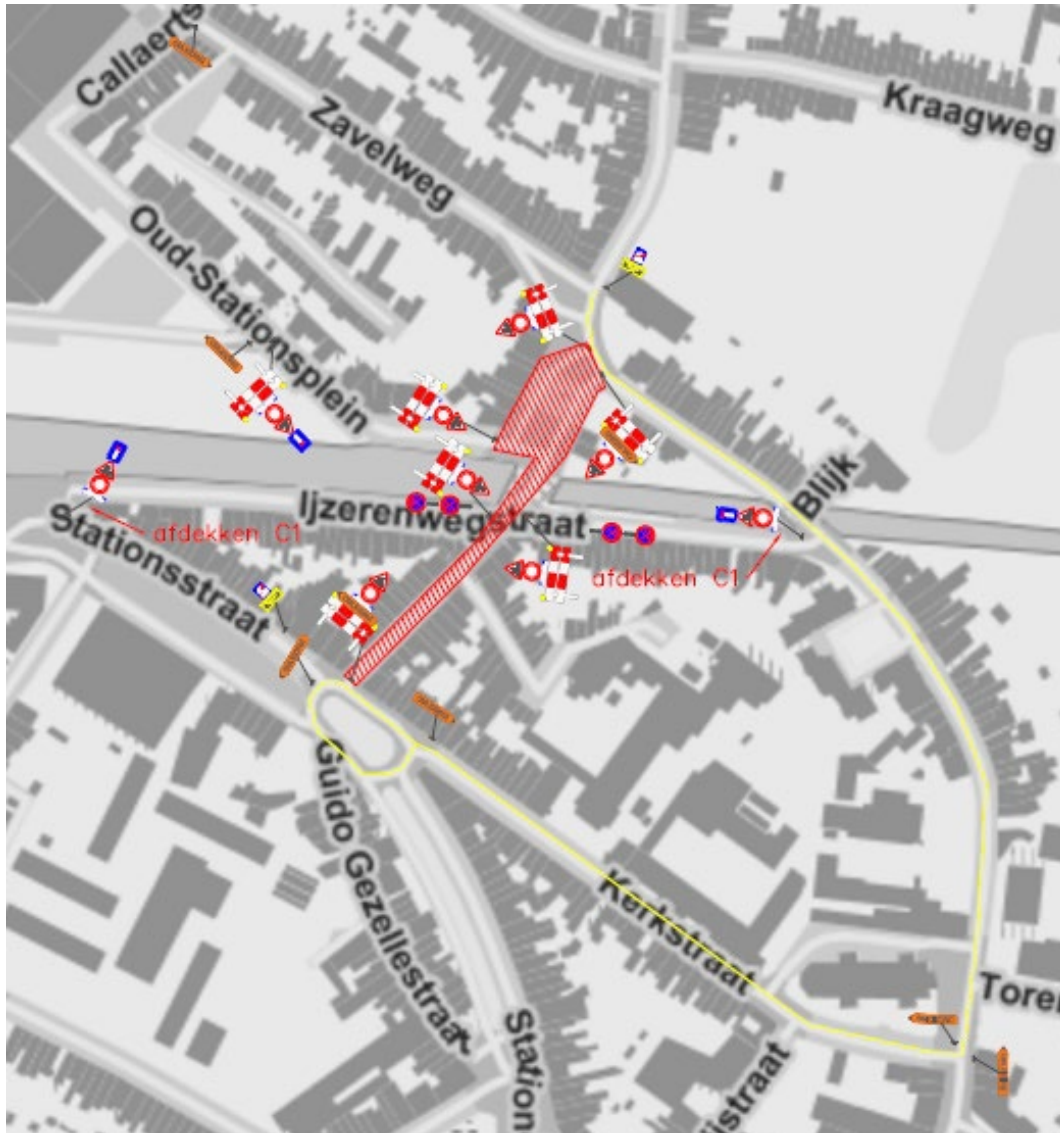 Callaerts
Zavelweg
Kraagweg
Oud-Stationsplein
Blijk
Ijzerenwegstraat
afdekken C1
Stationsstraat
afdekken C1
Guido Gezellestraat
Kerkstraat
Toren
Station